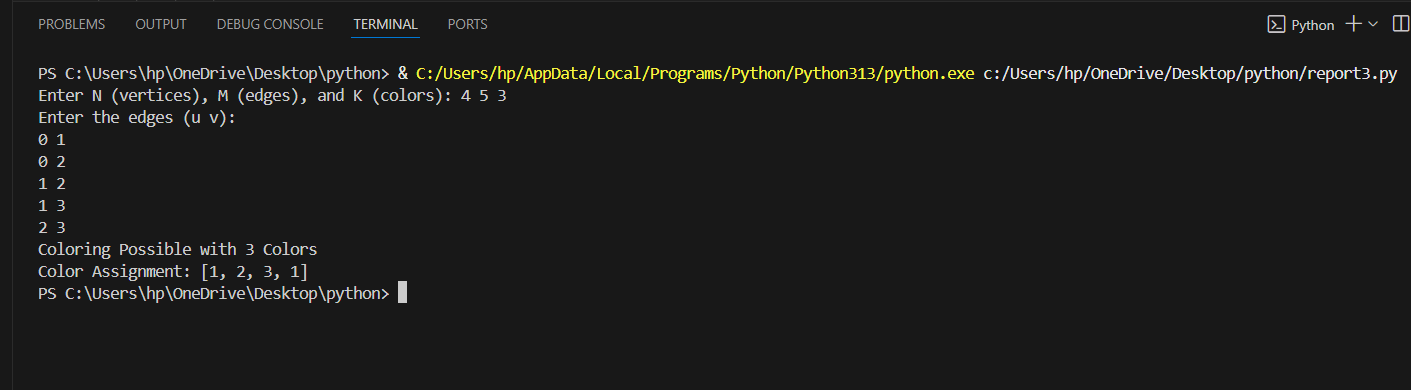 PROBLEMS OUTPUT DEBUG CONSOLE TERMINAL PORTS Python
PS C:\Users\hp\OneDrive\Desktop\python> & C:/Users/hp/AppData/Local/Programs/Python/Python313/python.exe c:/Users/hp/OneDrive/Desktop/python/report3.py
Enter N (vertices), M (edges), and K (colors): 4 5 3
Enter the edges (u v):
0 1
0 2
1 2
1 3
2 3
Coloring Possible with 3 Colors
Color Assignment: [1, 2, 3, 1]
PS C:\Users\hp\OneDrive\Desktop\python>